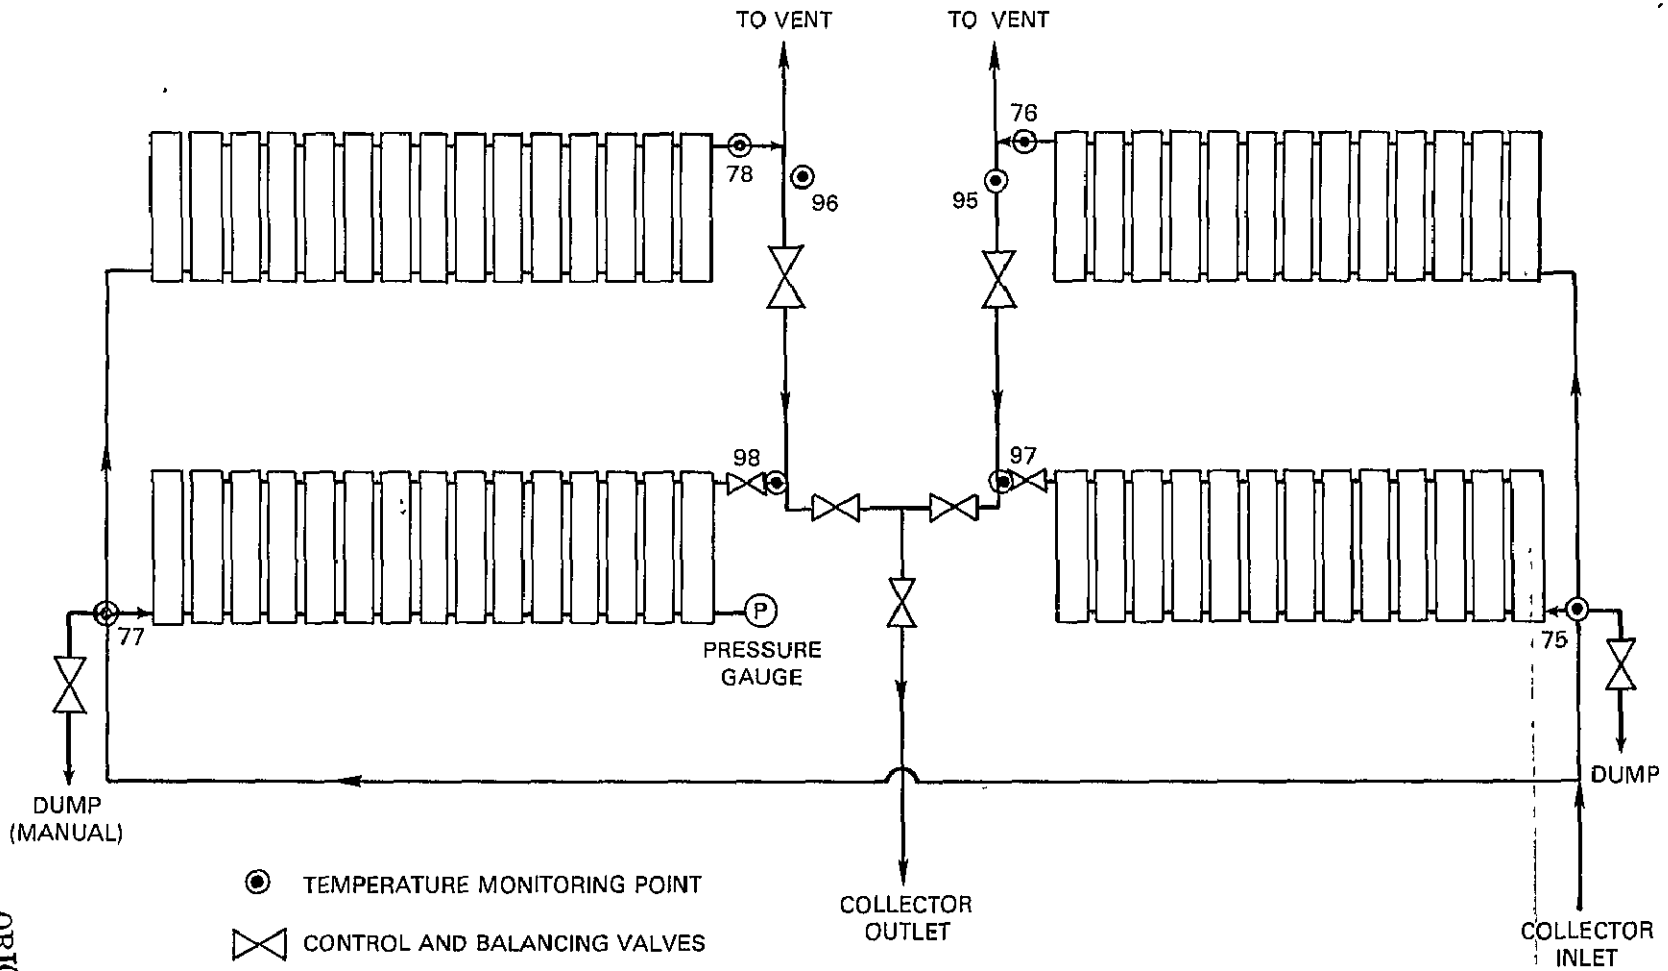 TO VENT
TO VENT
76
78
96
95
98
97
P
PRESSURE
GAUGE
77
75
DUMP
(MANUAL)
DUMP
TEMPERATURE MONITORING POINT
CONTROL AND BALANCING VALVES
COLLECTOR
OUTLET
COLLECTOR
INLET